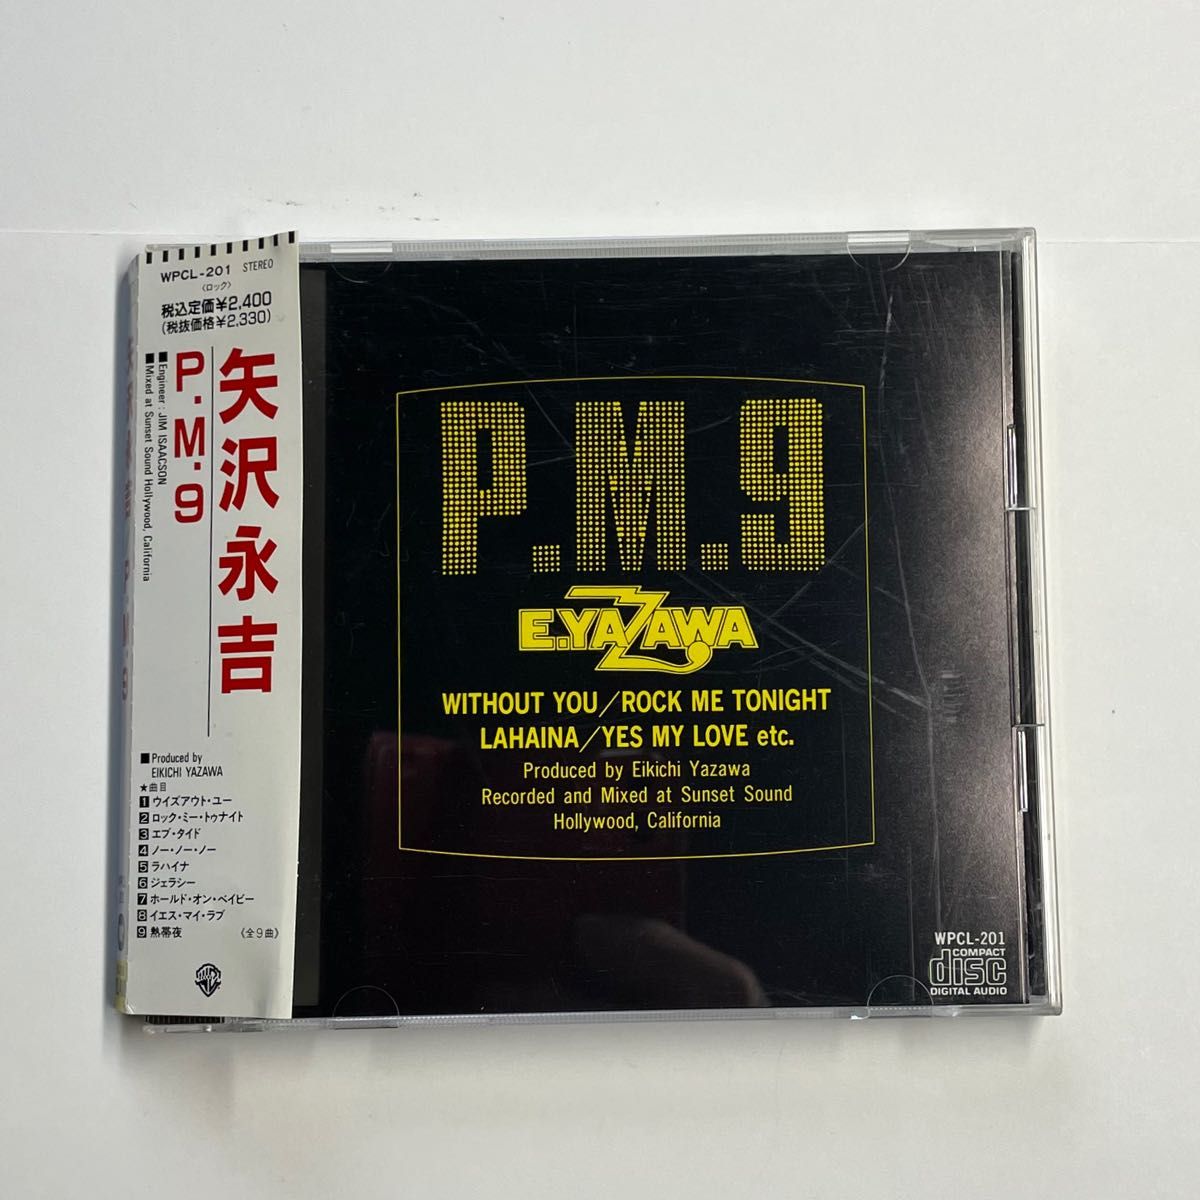 WPCL-201 STEREO
〈ロック〉
税込定価¥2,400
(税抜価格¥2,330)
矢沢永吉
P.M.9
■Engineer : JIM ISAACSON
■Mixed at Sunset Sound Hollywood, California
■Produced by
EIKICHI YAZAWA
★曲目
1 ウイズアウト・ユー
2 ロック・ミー・トゥナイト
3 エブ・タイド
4 ノー・ノー・ノー
5 ラハイナ
6 ジェラシー
7 ホールド・オン・ベイビー
8 イエス・マイ・ラブ
9 熱帯夜
《全9曲》
P.M.9
E.YAZAWA
WITHOUT YOU/ROCK ME TONIGHT
LAHAINA/YES MY LOVE etc.
Produced by Eikichi Yazawa
Recorded and Mixed at Sunset Sound
Hollywood, California
WPCL-201
COMPACT
disc
DIGITAL AUDIO